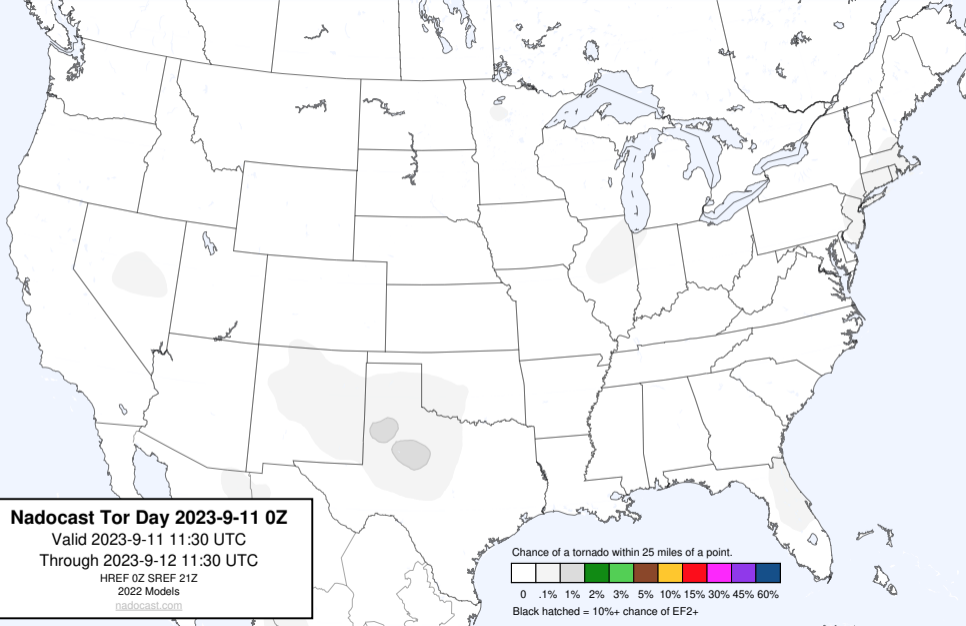 Nadocast Tor Day 2023-9-11 0Z
Valid 2023-9-11 11:30 UTC
Through 2023-9-12 11:30 UTC
HREF 0Z SREF 21Z
2022 Models
nadocast.com
Chance of a tornado within 25 miles of a point.
0 .1% 1% 2% 3% 5% 10% 15% 30% 45% 60%
Black hatched = 10%+ chance of EF2+